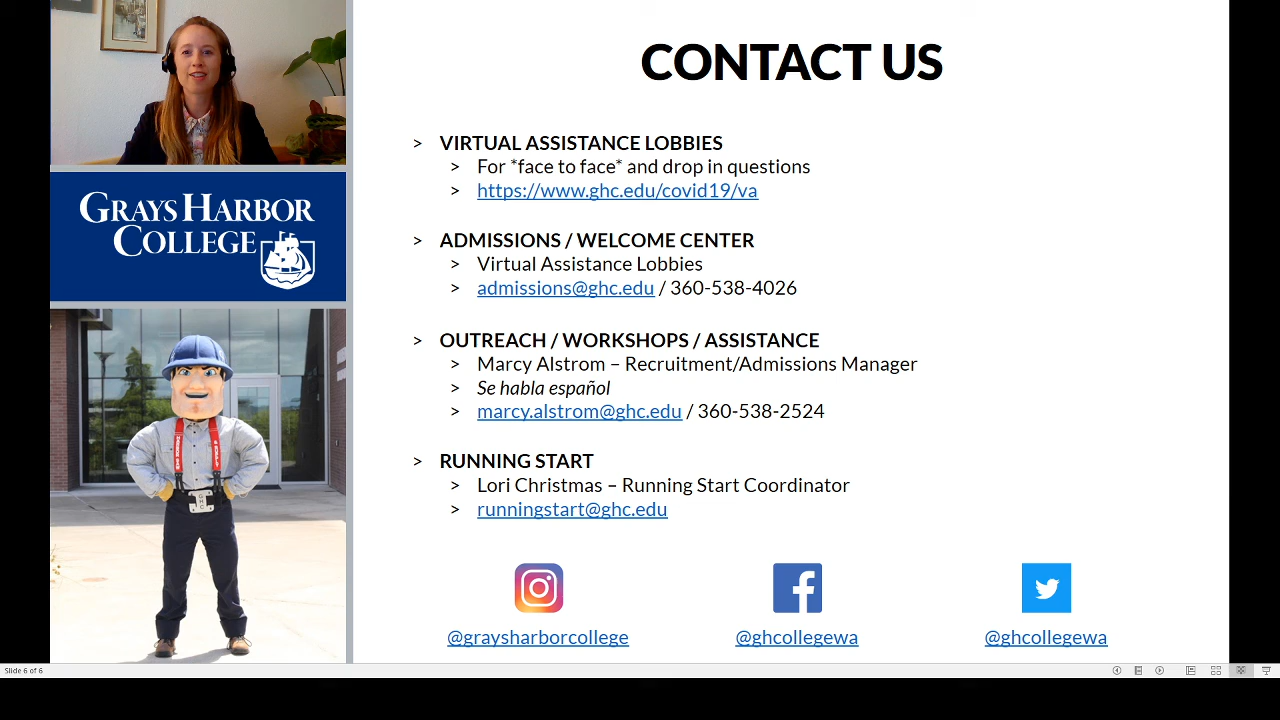 CONTACT US
> VIRTUAL ASSISTANCE LOBBIES
> For *face to face* and drop in questions
> https://www.ghc.edu/covid19/va
> ADMISSIONS / WELCOME CENTER
> Virtual Assistance Lobbies
> admissions@ghc.edu / 360-538-4026
> OUTREACH / WORKSHOPS / ASSISTANCE
> Marcy Alstrom – Recruitment/Admissions Manager
> Se habla español
> marcy.alstrom@ghc.edu / 360-538-2524
> RUNNING START
> Lori Christmas – Running Start Coordinator
> runningstart@ghc.edu
@graysharborcollege
@ghcollegewa
@ghcollegewa
GRAYS HARBOR
COLLEGE
GHC
Slide 6 of 6